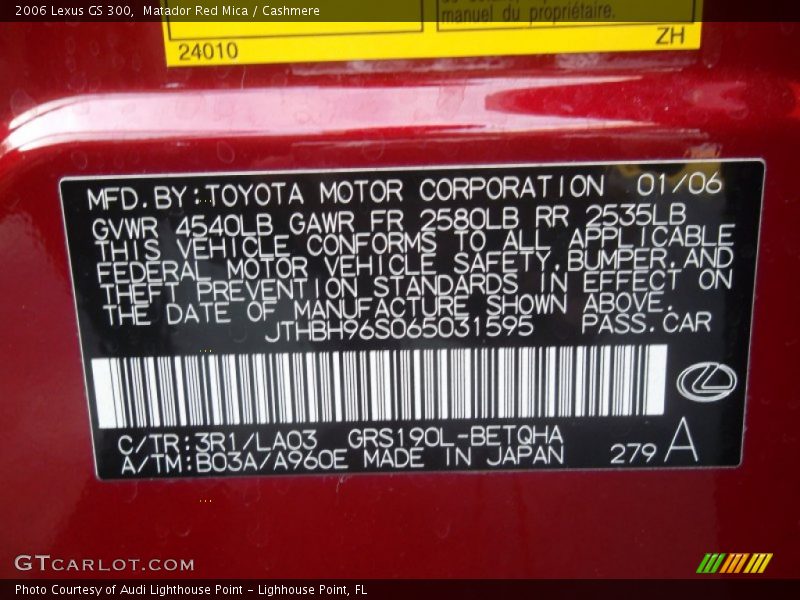 2006 Lexus GS 300, Matador Red Mica / Cashmere
manuel du propriétaire.
24010 ZH
MFD.BY:TOYOTA MOTOR CORPORATION 01/06
GVWR 4540LB GAWR FR 2580LB RR 2535LB
THIS VEHICLE CONFORMS TO ALL APPLICABLE
FEDERAL MOTOR VEHICLE SAFETY,BUMPER,AND
THEFT PREVENTION STANDARDS IN EFFECT ON
THE DATE OF MANUFACTURE SHOWN ABOVE.
JTHBH96S065031595 PASS.CAR
C/TR:3R1/LA03 GRS190L-BETQHA
A/TM:B03A/A960E MADE IN JAPAN 279 A
GTCARLOT.COM
Photo Courtesy of Audi Lighthouse Point - Lighhouse Point, FL